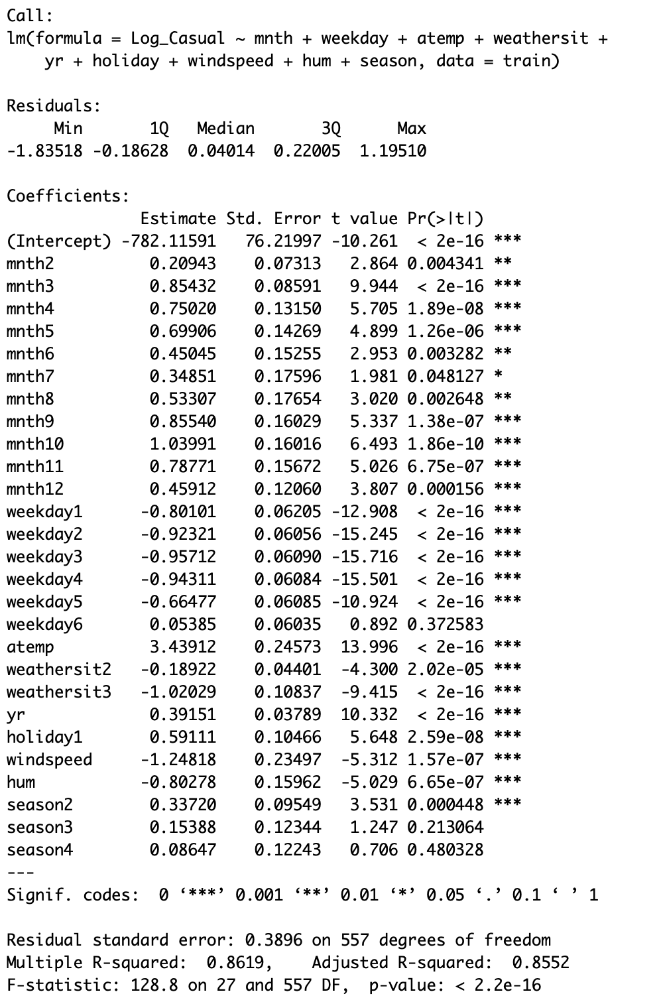 Call:
lm(formula = Log_Casual ~ mnth + weekday + atemp + weathersit +
    yr + holiday + windspeed + hum + season, data = train)

Residuals:
     Min       1Q   Median       3Q      Max
-1.83518 -0.18628  0.04014  0.22005  1.19510

Coefficients:
              Estimate Std. Error t value Pr(>|t|)
(Intercept) -782.11591   76.21997 -10.261  < 2e-16 ***
mnth2          0.20943    0.07313   2.864 0.004341 **
mnth3          0.85432    0.08591   9.944  < 2e-16 ***
mnth4          0.75020    0.13150   5.705 1.89e-08 ***
mnth5          0.69906    0.14269   4.899 1.26e-06 ***
mnth6          0.45045    0.15255   2.953 0.003282 **
mnth7          0.34851    0.17596   1.981 0.048127 *
mnth8          0.53307    0.17654   3.020 0.002648 **
mnth9          0.85540    0.16029   5.337 1.38e-07 ***
mnth10         1.03991    0.16016   6.493 1.86e-10 ***
mnth11         0.78771    0.15672   5.026 6.75e-07 ***
mnth12         0.45912    0.12060   3.807 0.000156 ***
weekday1      -0.80101    0.06205 -12.908  < 2e-16 ***
weekday2      -0.92321    0.06056 -15.245  < 2e-16 ***
weekday3      -0.95712    0.06090 -15.716  < 2e-16 ***
weekday4      -0.94311    0.06084 -15.501  < 2e-16 ***
weekday5      -0.66477    0.06085 -10.924  < 2e-16 ***
weekday6       0.05385    0.06035   0.892 0.372583
atemp          3.43912    0.24573  13.996  < 2e-16 ***
weathersit2   -0.18922    0.04401  -4.300 2.02e-05 ***
weathersit3   -1.02029    0.10837  -9.415  < 2e-16 ***
yr             0.39151    0.03789  10.332  < 2e-16 ***
holiday1       0.59111    0.10466   5.648 2.59e-08 ***
windspeed     -1.24818    0.23497  -5.312 1.57e-07 ***
hum           -0.80278    0.15962  -5.029 6.65e-07 ***
season2        0.33720    0.09549   3.531 0.000448 ***
season3        0.15388    0.12344   1.247 0.213064
season4        0.08647    0.12243   0.706 0.480328
---
Signif. codes:  0 ‘***’ 0.001 ‘**’ 0.01 ‘*’ 0.05 ‘.’ 0.1 ‘ ’ 1

Residual standard error: 0.3896 on 557 degrees of freedom
Multiple R-squared:  0.8619,    Adjusted R-squared:  0.8552
F-statistic: 128.8 on 27 and 557 DF,  p-value: < 2.2e-16